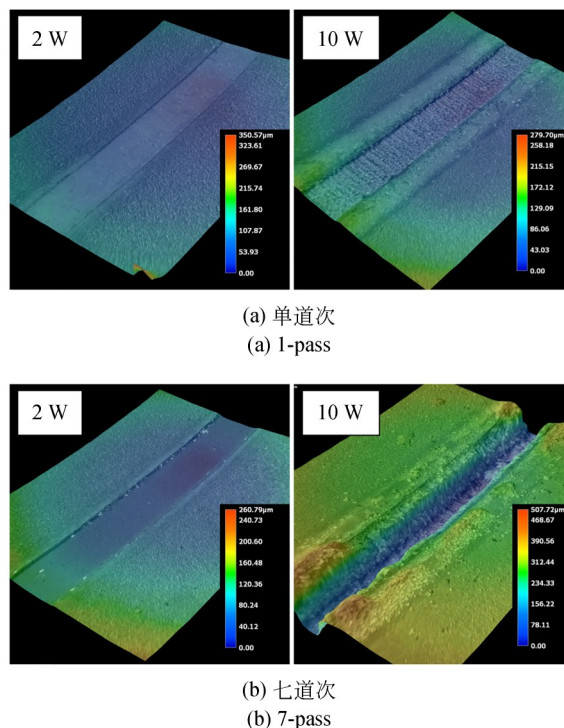 2 W
10 W
350.57μm
323.61
269.67
215.74
161.80
107.87
53.93
0.00
279.70μm
258.18
215.15
172.12
129.09
86.06
43.03
0.00
(a) 单道次
(a) 1-pass
2 W
10 W
260.79μm
240.73
200.60
160.48
120.36
80.24
40.12
0.00
507.72μm
468.67
390.56
312.44
234.33
156.22
78.11
0.00
(b) 七道次
(b) 7-pass